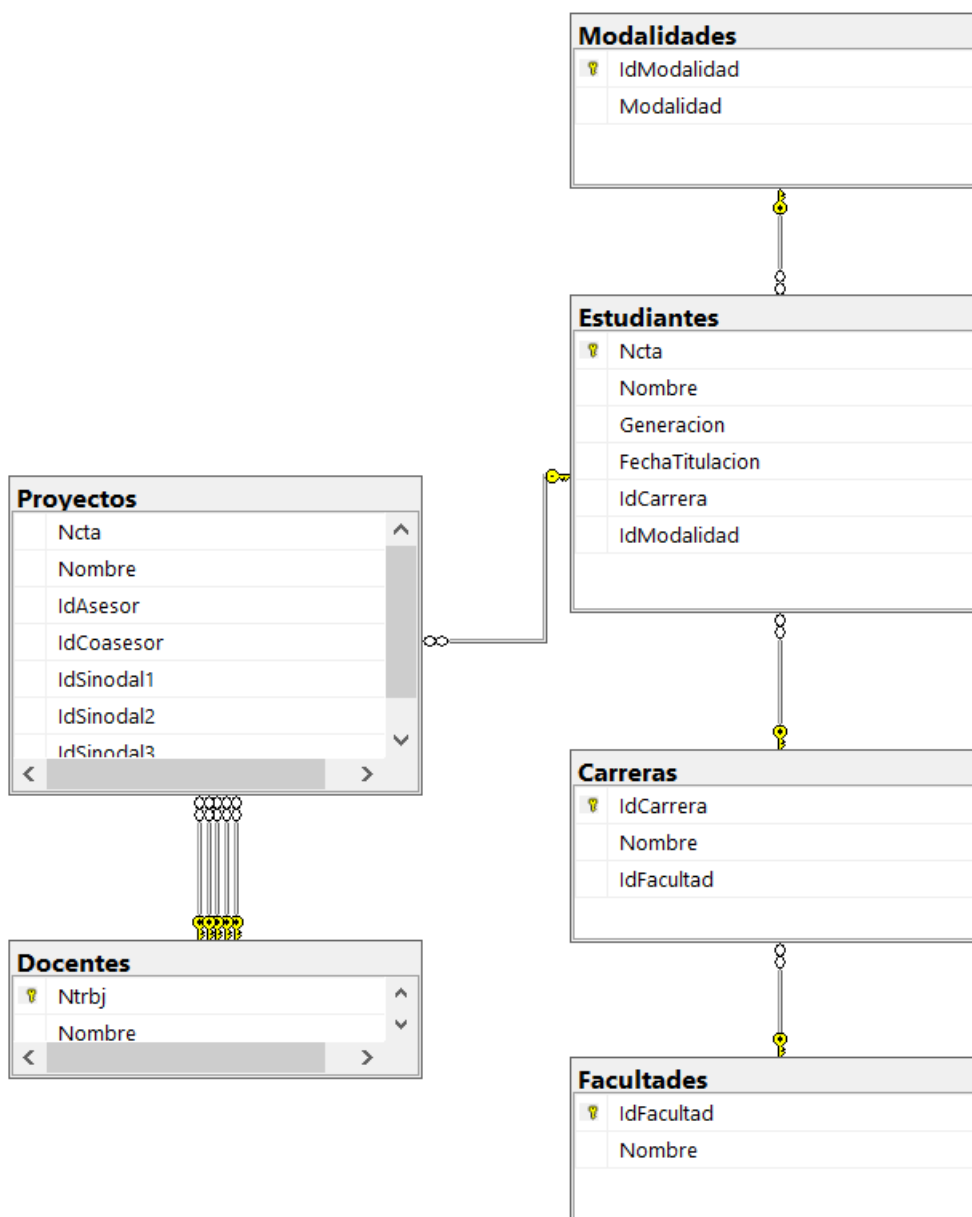 Modalidades
IdModalidad
Modalidad
Estudiantes
Ncta
Nombre
Generacion
FechaTitulacion
IdCarrera
IdModalidad
Proyectos
Ncta
Nombre
IdAsesor
IdCoasesor
IdSinodal1
IdSinodal2
IdSinodal3
Carreras
IdCarrera
Nombre
IdFacultad
Docentes
Ntrbj
Nombre
Facultades
IdFacultad
Nombre